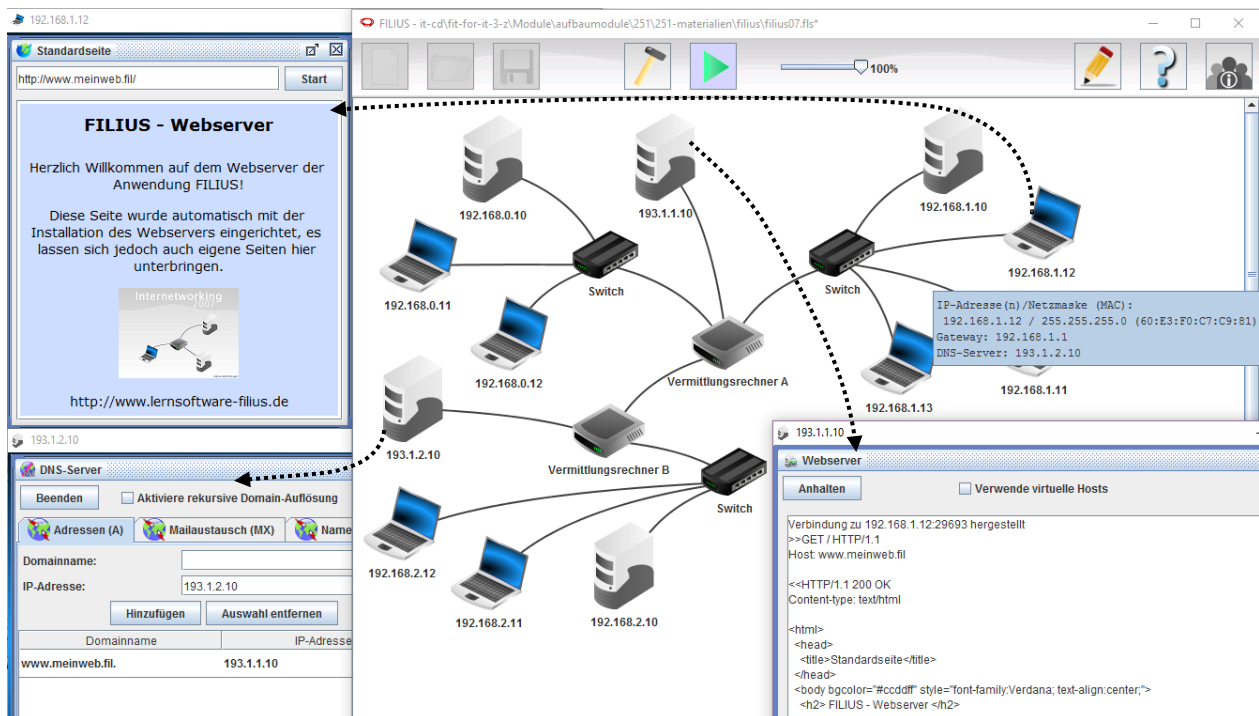 192.168.1.12
Standardseite
http://www.meinweb.fil/
Start
FILIUS - Webserver
Herzlich Willkommen auf dem Webserver der
Anwendung FILIUS!
Diese Seite wurde automatisch mit der
Installation des Webservers eingerichtet, es
lassen sich jedoch auch eigene Seiten hier
unterbringen.
Internetworking
2007
http://www.lernsoftware-filius.de
193.1.2.10
DNS-Server
Beenden
Aktiviere rekursive Domain-Auflösung
Adressen (A)
Mailaustausch (MX)
Name
Domainname:
IP-Adresse:
193.1.2.10
Hinzufügen
Auswahl entfernen
Domainname
IP-Adresse
www.meinweb.fil.
193.1.1.10
FILIUS - it-cd\fit-for-it-3-z\Module\aufbaumodule\251\251-materialien\filius\filius07.fls*
100%
192.168.0.10
193.1.1.10
192.168.1.10
192.168.0.11
Switch
Switch
192.168.1.12
192.168.0.12
Vermittlungsrechner A
192.168.1.13
192.168.1.11
IP-Adresse(n)/Netzmaske (MAC):
192.168.1.12 / 255.255.255.0 (60:E3:F0:C7:C9:81)
Gateway: 192.168.1.1
DNS-Server: 193.1.2.10
193.1.2.10
Vermittlungsrechner B
Switch
192.168.2.12
192.168.2.11
192.168.2.10
193.1.1.10
Webserver
Anhalten
Verwende virtuelle Hosts
Verbindung zu 192.168.1.12:29693 hergestellt
>>GET / HTTP/1.1
Host: www.meinweb.fil
<<HTTP/1.1 200 OK
Content-type: text/html
<html>
<head>
<title>Standardseite</title>
</head>
<body bgcolor="#ccddff" style="font-family:Verdana; text-align:center;">
<h2> FILIUS - Webserver </h2>